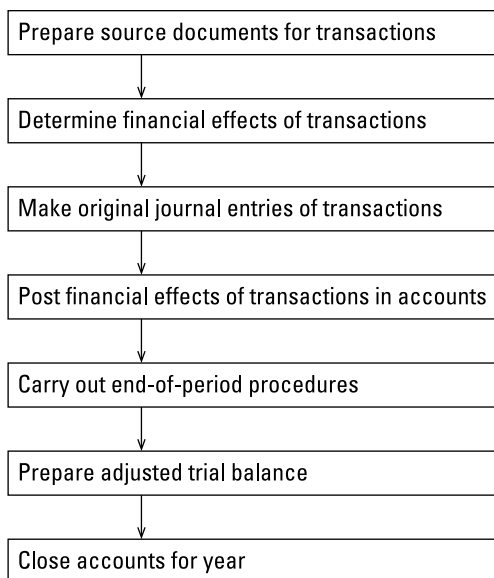 Prepare source documents for transactions
Determine financial effects of transactions
Make original journal entries of transactions
Post financial effects of transactions in accounts
Carry out end-of-period procedures
Prepare adjusted trial balance
Close accounts for year